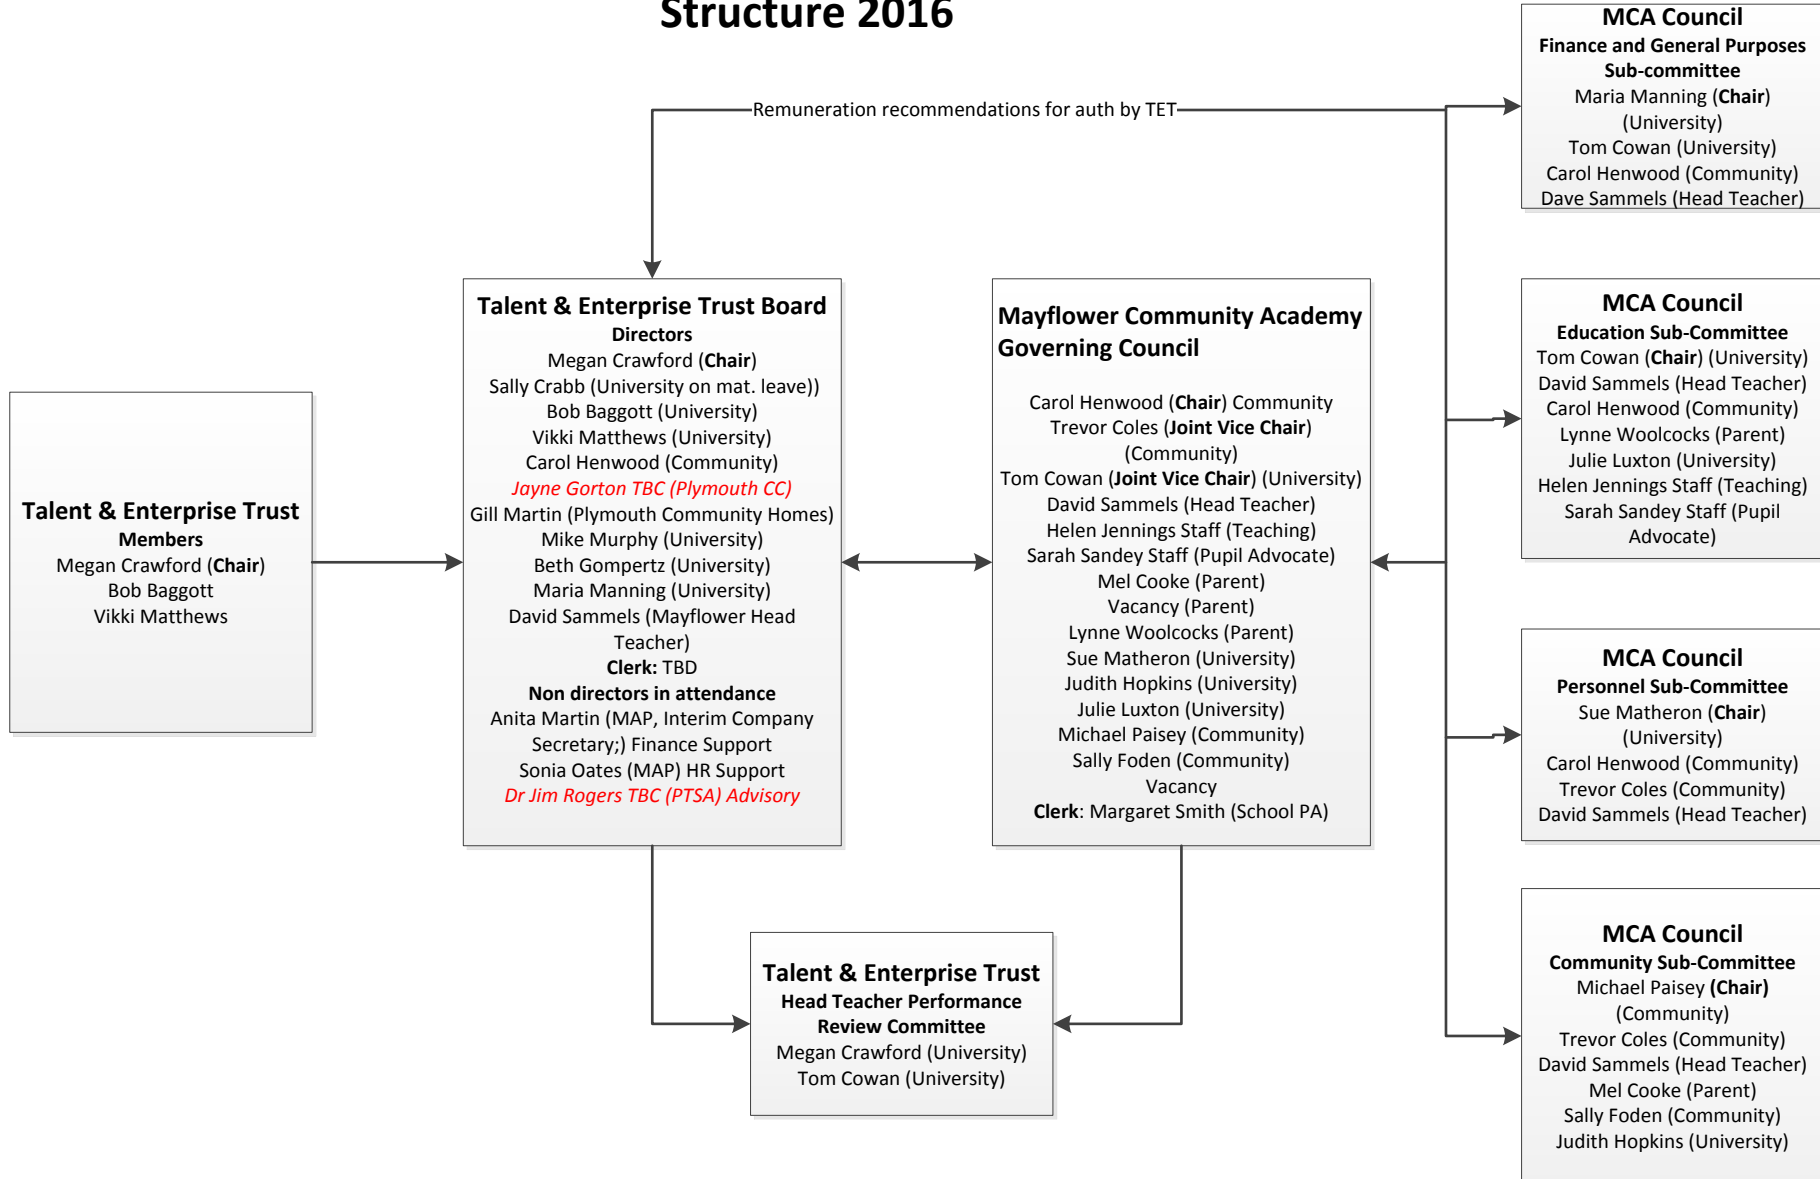 Structure 2016
Remuneration recommendations for auth by TET
Talent & Enterprise Trust
Members
Megan Crawford (Chair)
Bob Baggott
Vikki Matthews
Talent & Enterprise Trust Board
Directors
Megan Crawford (Chair)
Sally Crabb (University on mat. leave))
Bob Baggott (University)
Vikki Matthews (University)
Carol Henwood (Community)
Jayne Gorton TBC (Plymouth CC)
Gill Martin (Plymouth Community Homes)
Mike Murphy (University)
Beth Gompertz (University)
Maria Manning (University)
David Sammels (Mayflower Head
Teacher)
Clerk: TBD
Non directors in attendance
Anita Martin (MAP, Interim Company
Secretary;) Finance Support
Sonia Oates (MAP) HR Support
Dr Jim Rogers TBC (PTSA) Advisory
Mayflower Community Academy
Governing Council
Carol Henwood (Chair) Community
Trevor Coles (Joint Vice Chair)
(Community)
Tom Cowan (Joint Vice Chair) (University)
David Sammels (Head Teacher)
Helen Jennings Staff (Teaching)
Sarah Sandey Staff (Pupil Advocate)
Mel Cooke (Parent)
Vacancy (Parent)
Lynne Woolcocks (Parent)
Sue Matheron (University)
Judith Hopkins (University)
Julie Luxton (University)
Michael Paisey (Community)
Sally Foden (Community)
Vacancy
Clerk: Margaret Smith (School PA)
Talent & Enterprise Trust
Head Teacher Performance
Review Committee
Megan Crawford (University)
Tom Cowan (University)
MCA Council
Finance and General Purposes
Sub-committee
Maria Manning (Chair)
(University)
Tom Cowan (University)
Carol Henwood (Community)
Dave Sammels (Head Teacher)
MCA Council
Education Sub-Committee
Tom Cowan (Chair) (University)
David Sammels (Head Teacher)
Carol Henwood (Community)
Lynne Woolcocks (Parent)
Julie Luxton (University)
Helen Jennings Staff (Teaching)
Sarah Sandey Staff (Pupil
Advocate)
MCA Council
Personnel Sub-Committee
Sue Matheron (Chair)
(University)
Carol Henwood (Community)
Trevor Coles (Community)
David Sammels (Head Teacher)
MCA Council
Community Sub-Committee
Michael Paisey (Chair)
(Community)
Trevor Coles (Community)
David Sammels (Head Teacher)
Mel Cooke (Parent)
Sally Foden (Community)
Judith Hopkins (University)